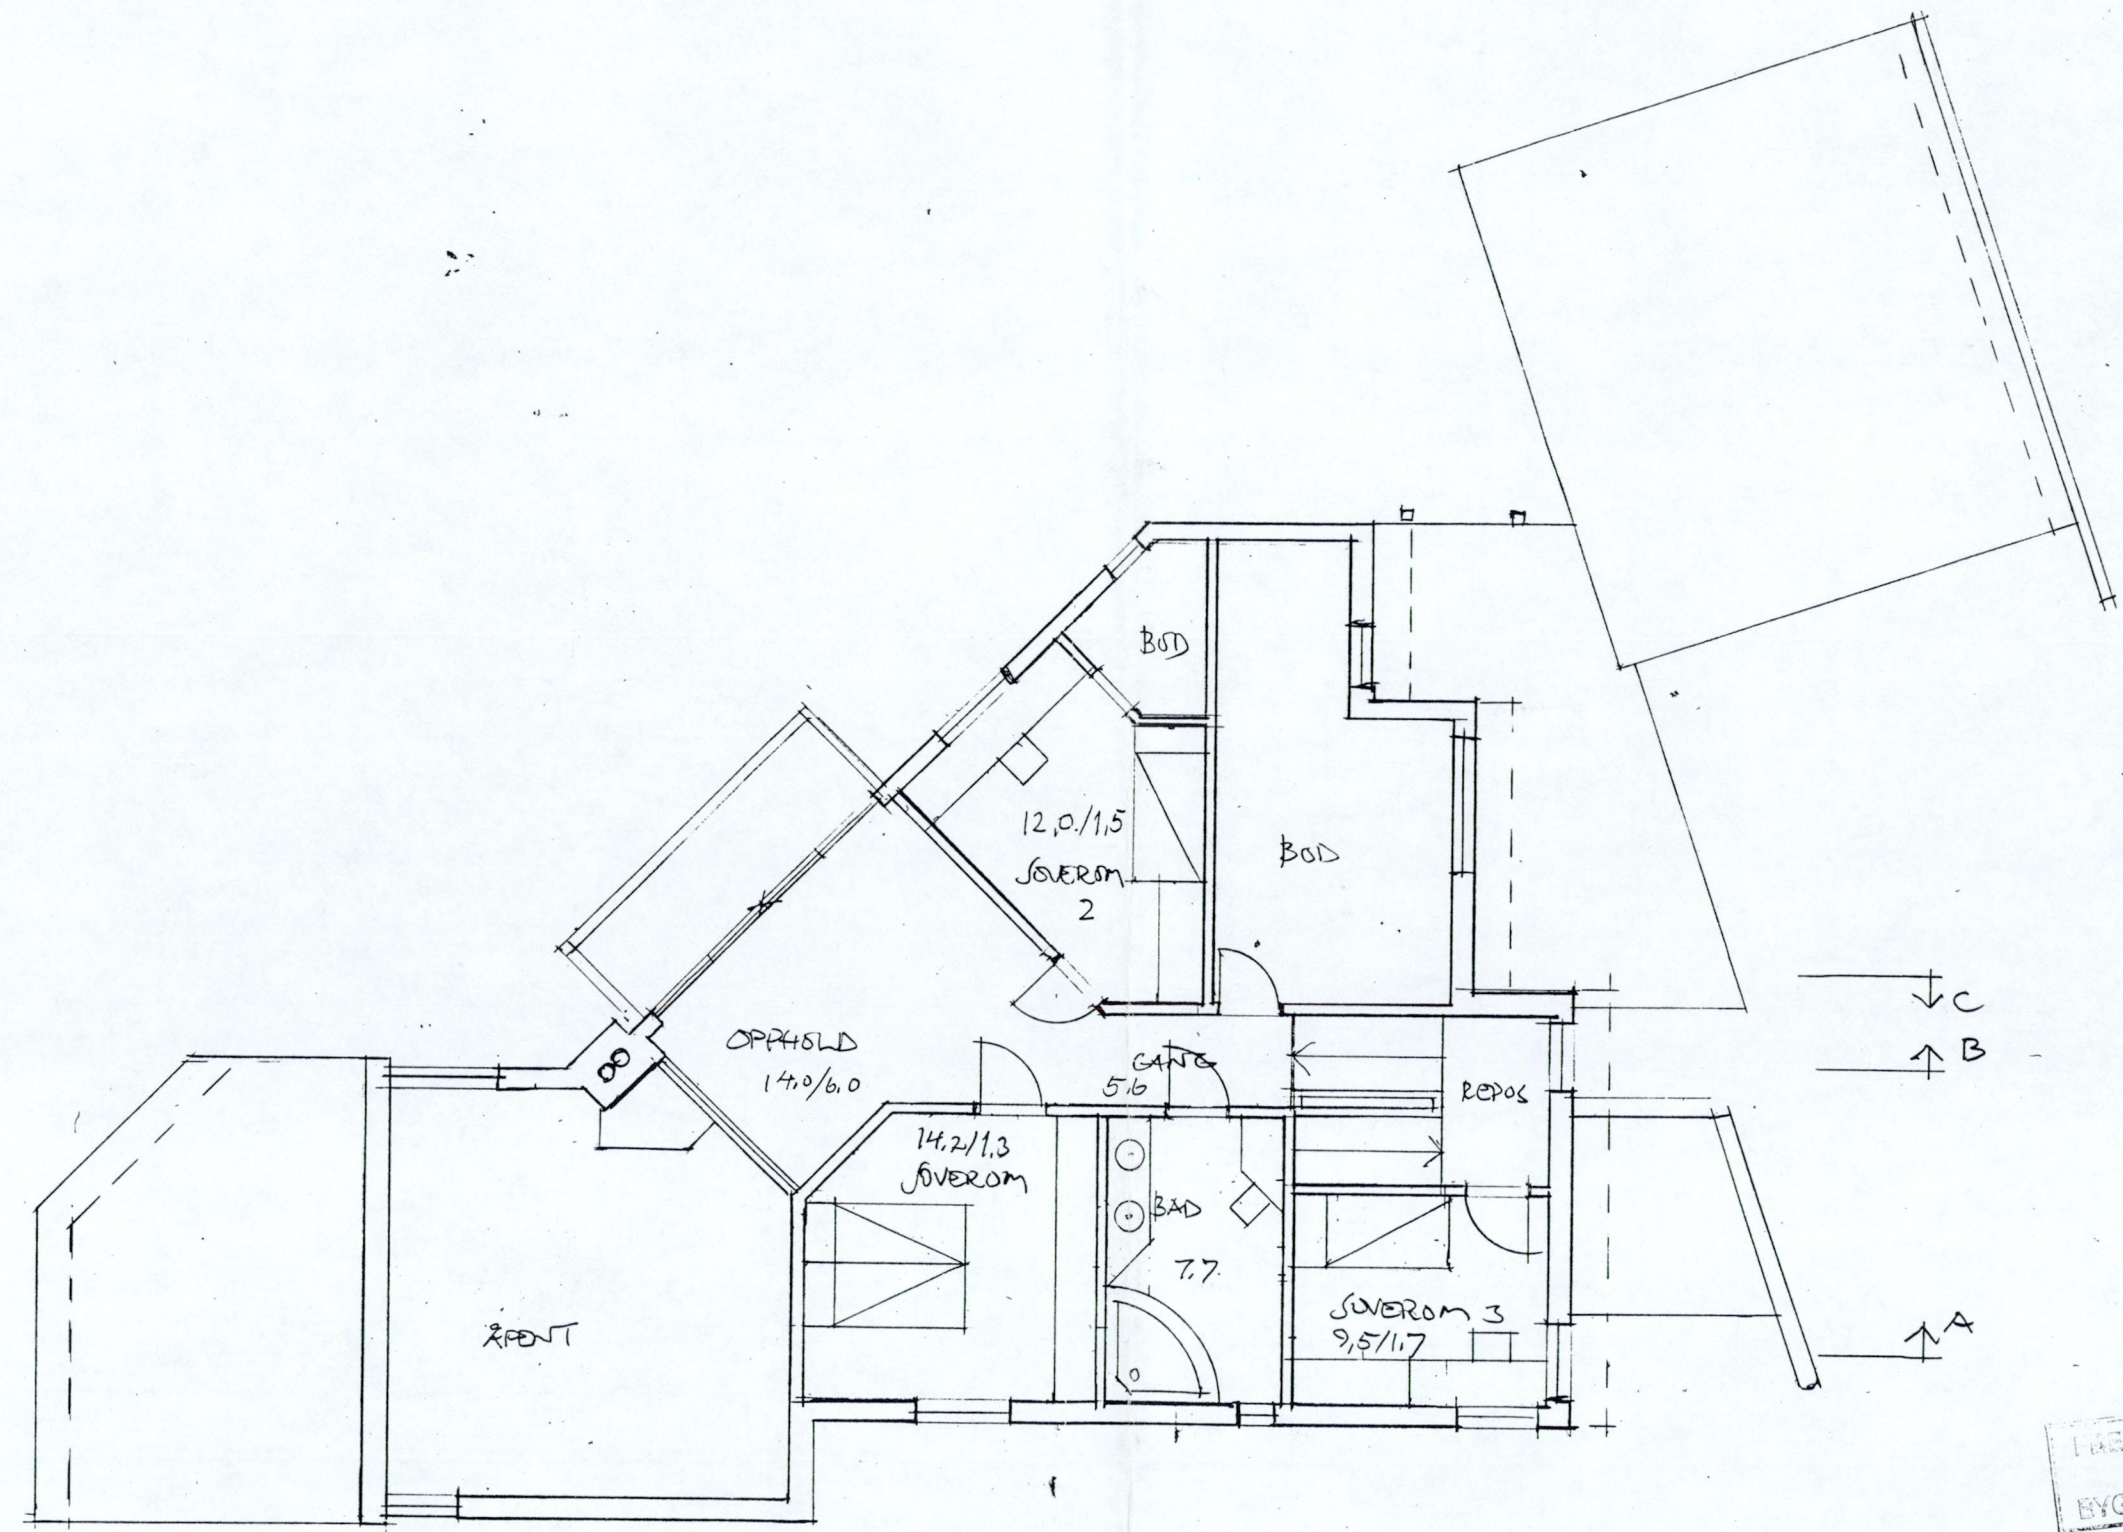 BOD
12,0/1,5
SOVEROM
2
BOD
C
B
A
OPPHOLD
14,0/6,0
GANG
5,6
REPOS
14,2/1,3
SOVEROM
BAD
7,7
SOVEROM 3
9,5/1,7
ÅPENT
BYG